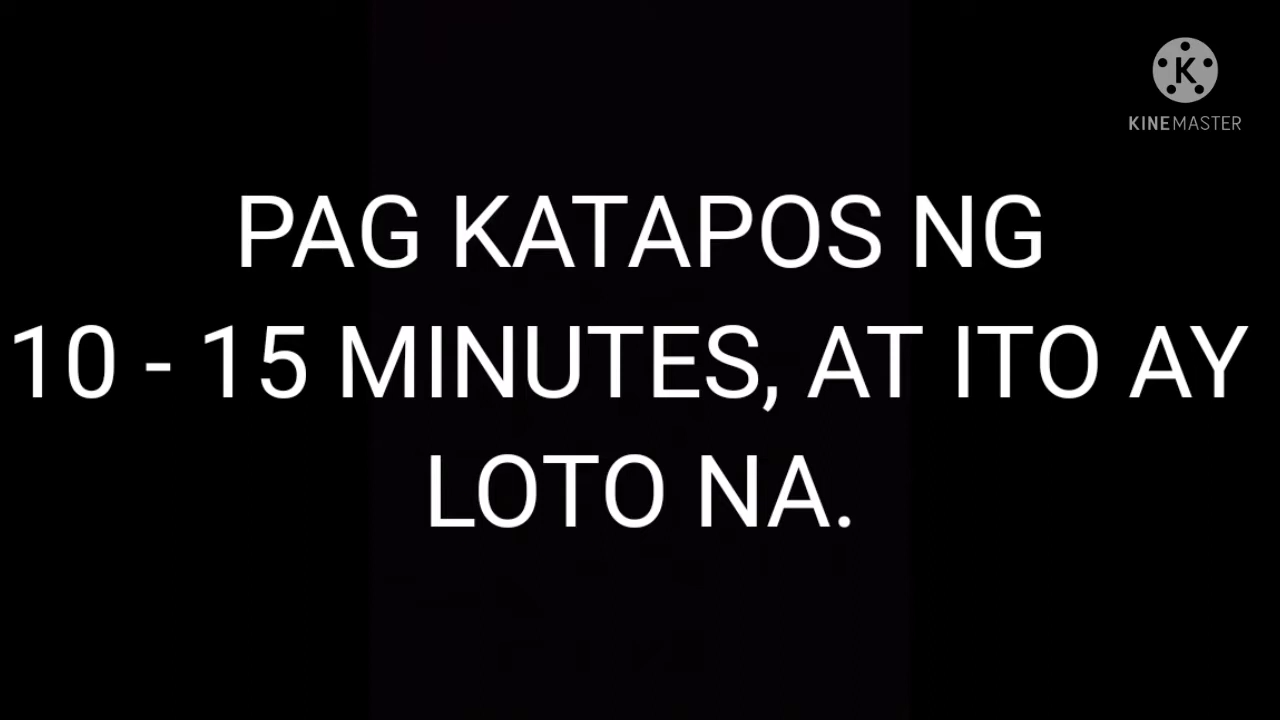 KINEMASTER
PAG KATAPOS NG
10 - 15 MINUTES, AT ITO AY
LOTO NA.